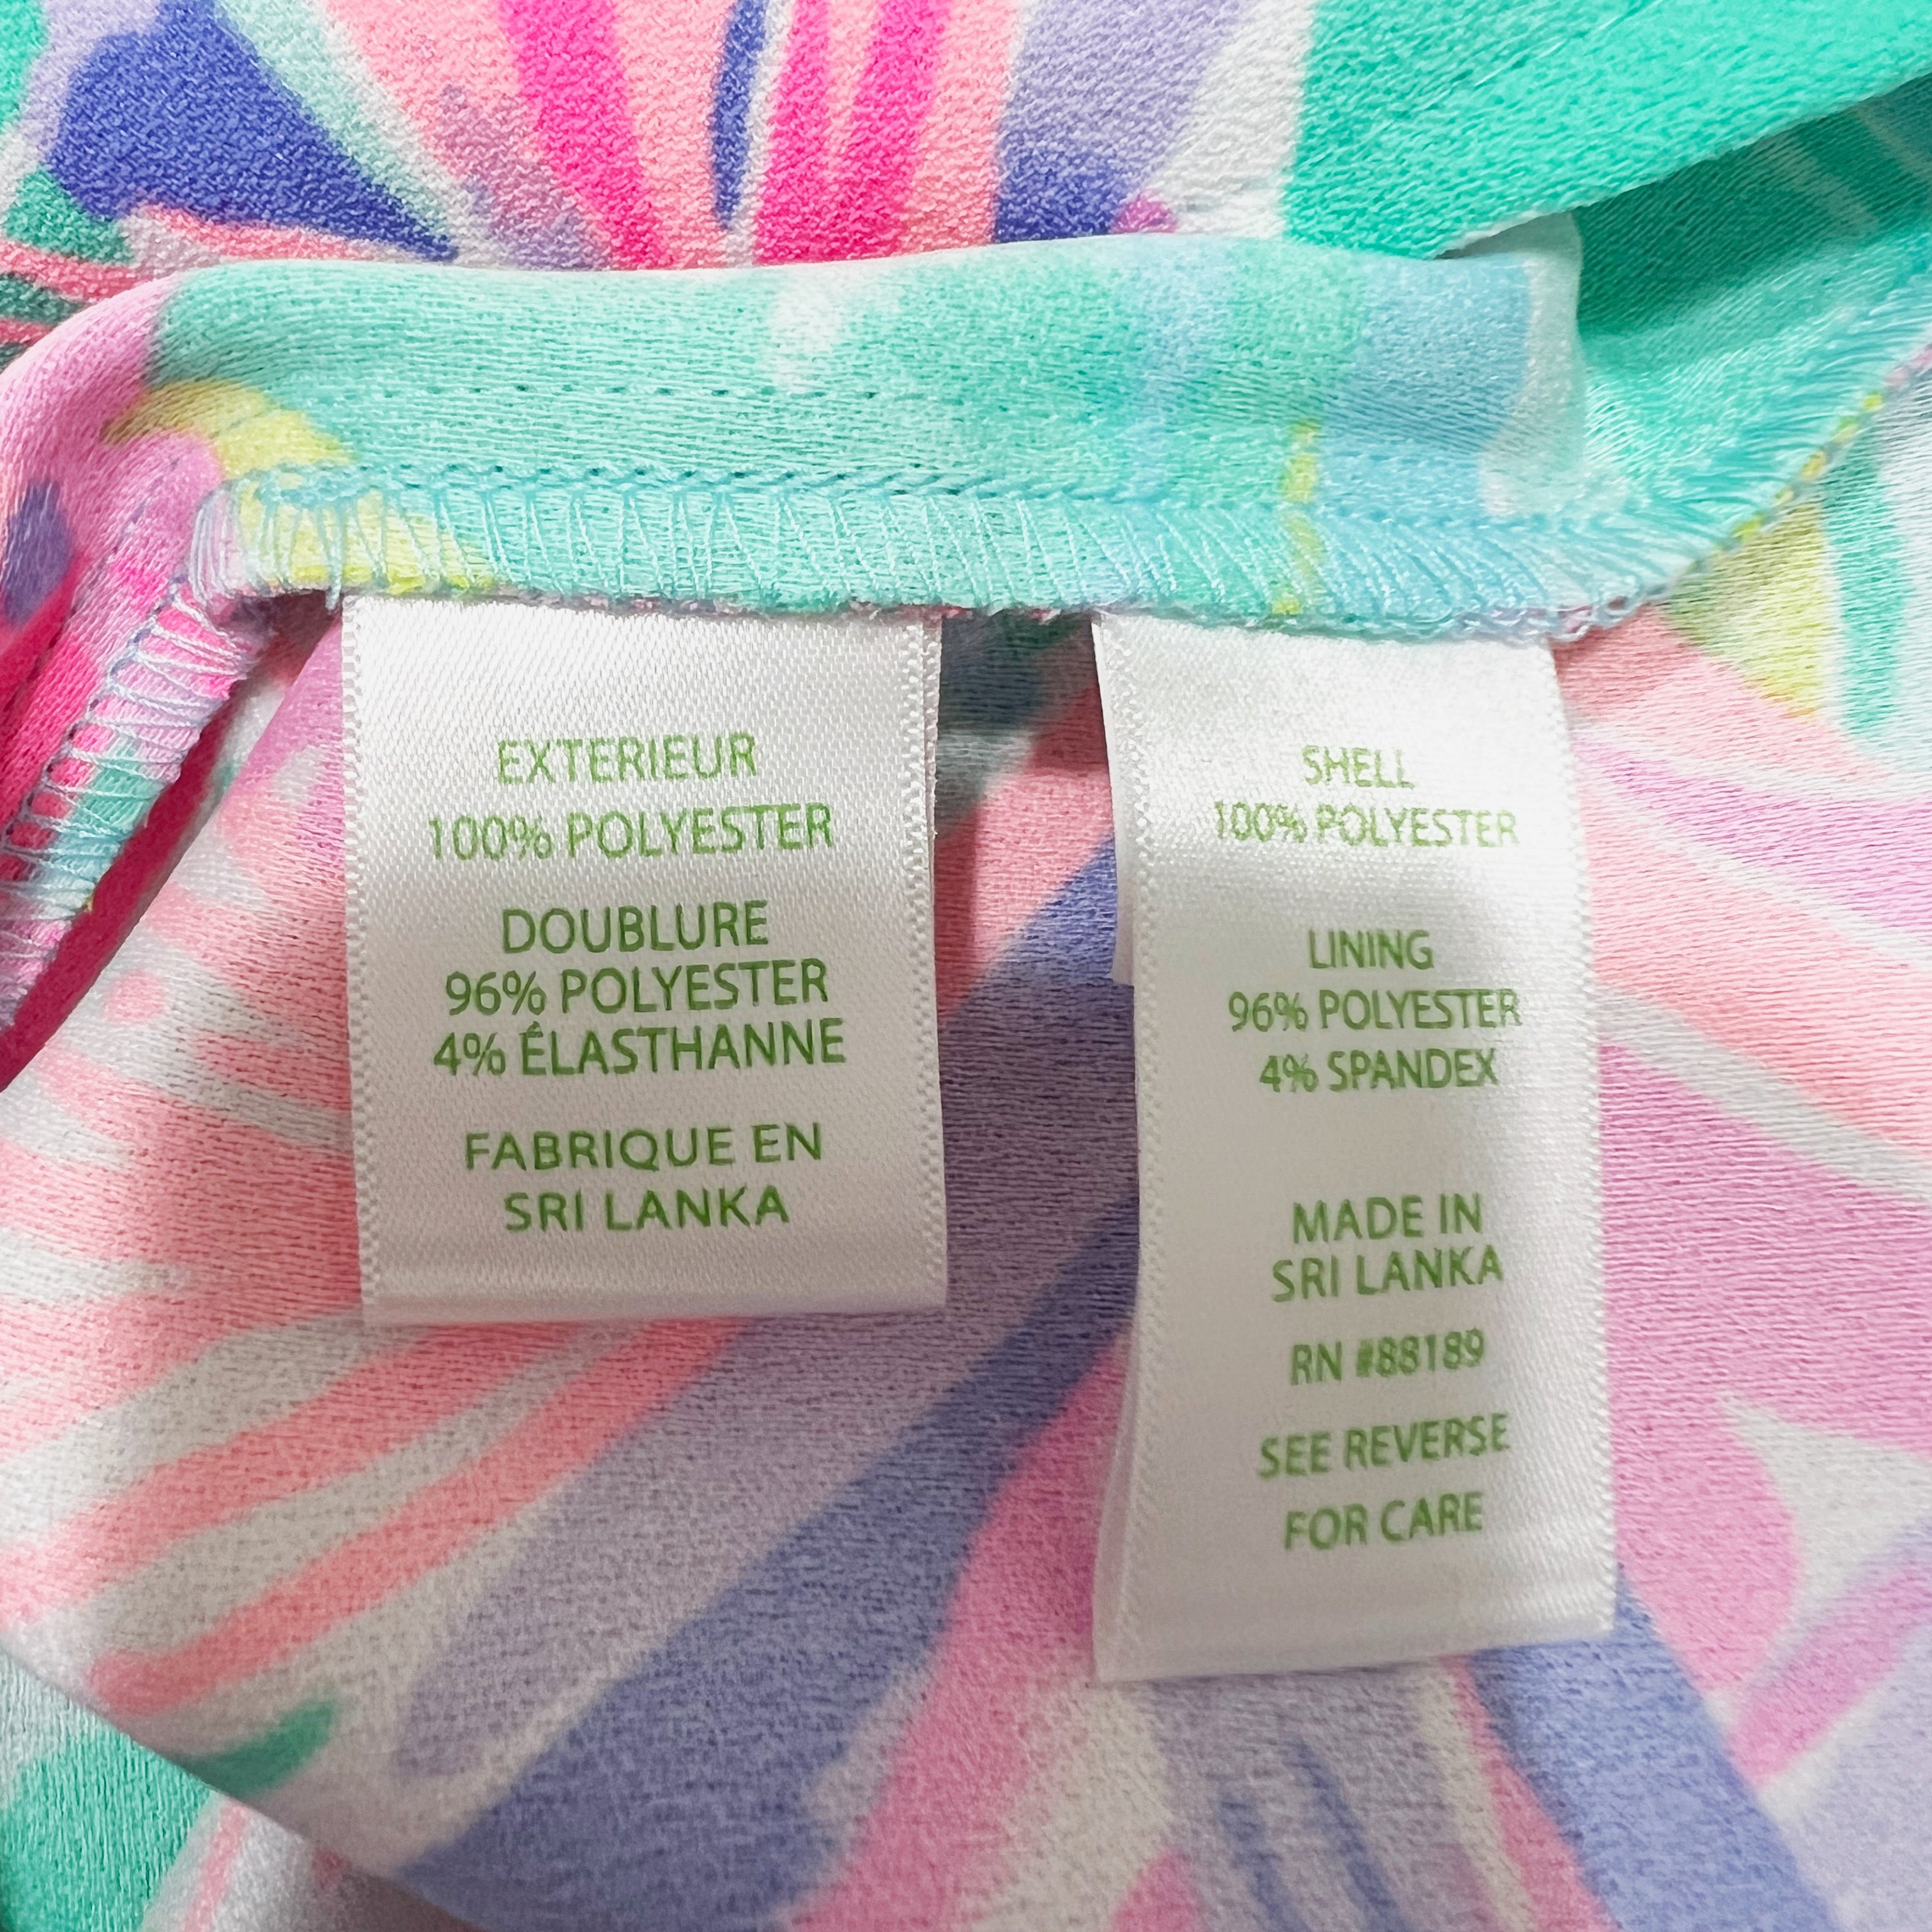 EXTERIEUR
100% POLYESTER
DOUBLURE
96% POLYESTER
4% ÉLASTHANNE
FABRIQUE EN
SRI LANKA
SHELL
100% POLYESTER
LINING
96% POLYESTER
4% SPANDEX
MADE IN
SRI LANKA
RN #88189
SEE REVERSE
FOR CARE